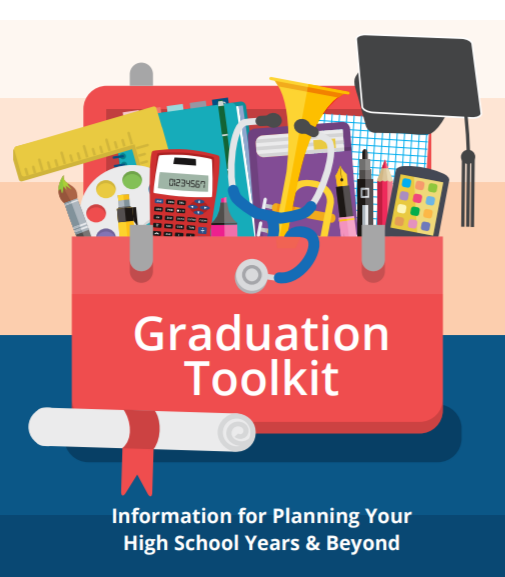 01234567
Graduation
Toolkit
Information for Planning Your
High School Years & Beyond